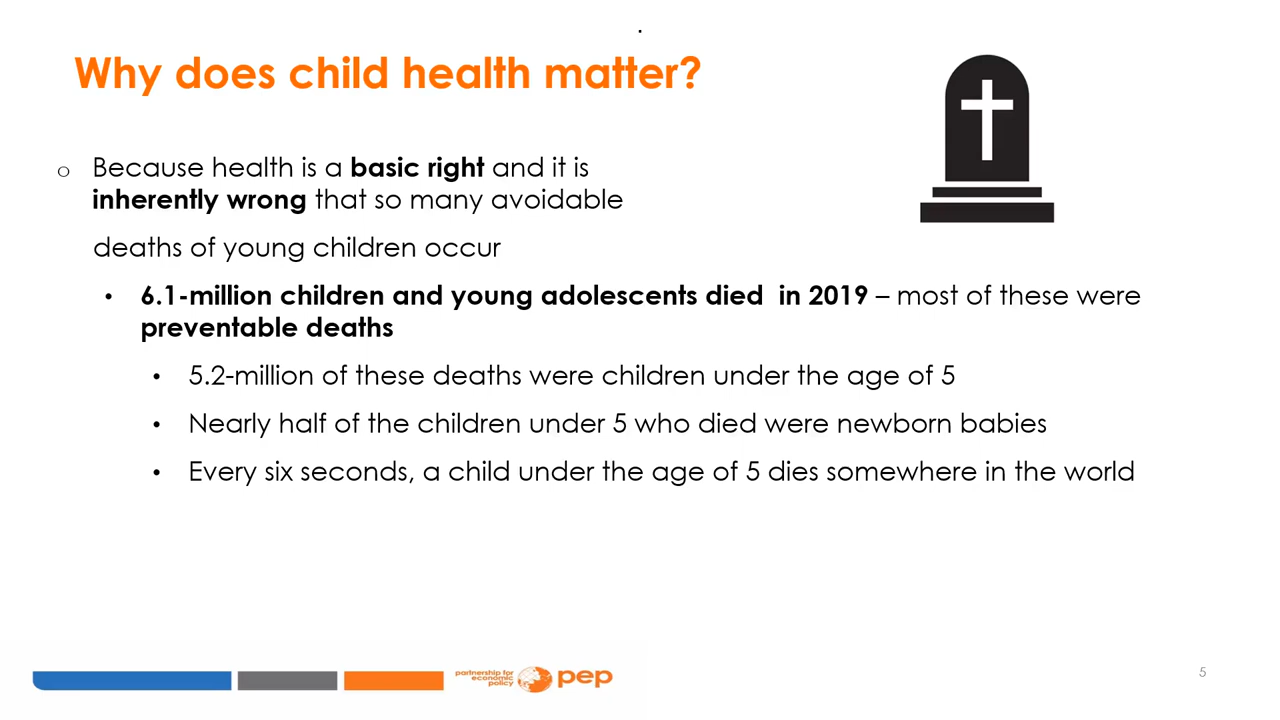 .
Why does child health matter?
o Because health is a basic right and it is
inherently wrong that so many avoidable
deaths of young children occur
• 6.1-million children and young adolescents died  in 2019 – most of these were
preventable deaths
• 5.2-million of these deaths were children under the age of 5
• Nearly half of the children under 5 who died were newborn babies
• Every six seconds, a child under the age of 5 dies somewhere in the world
partnership for
economic
policy
pep
5